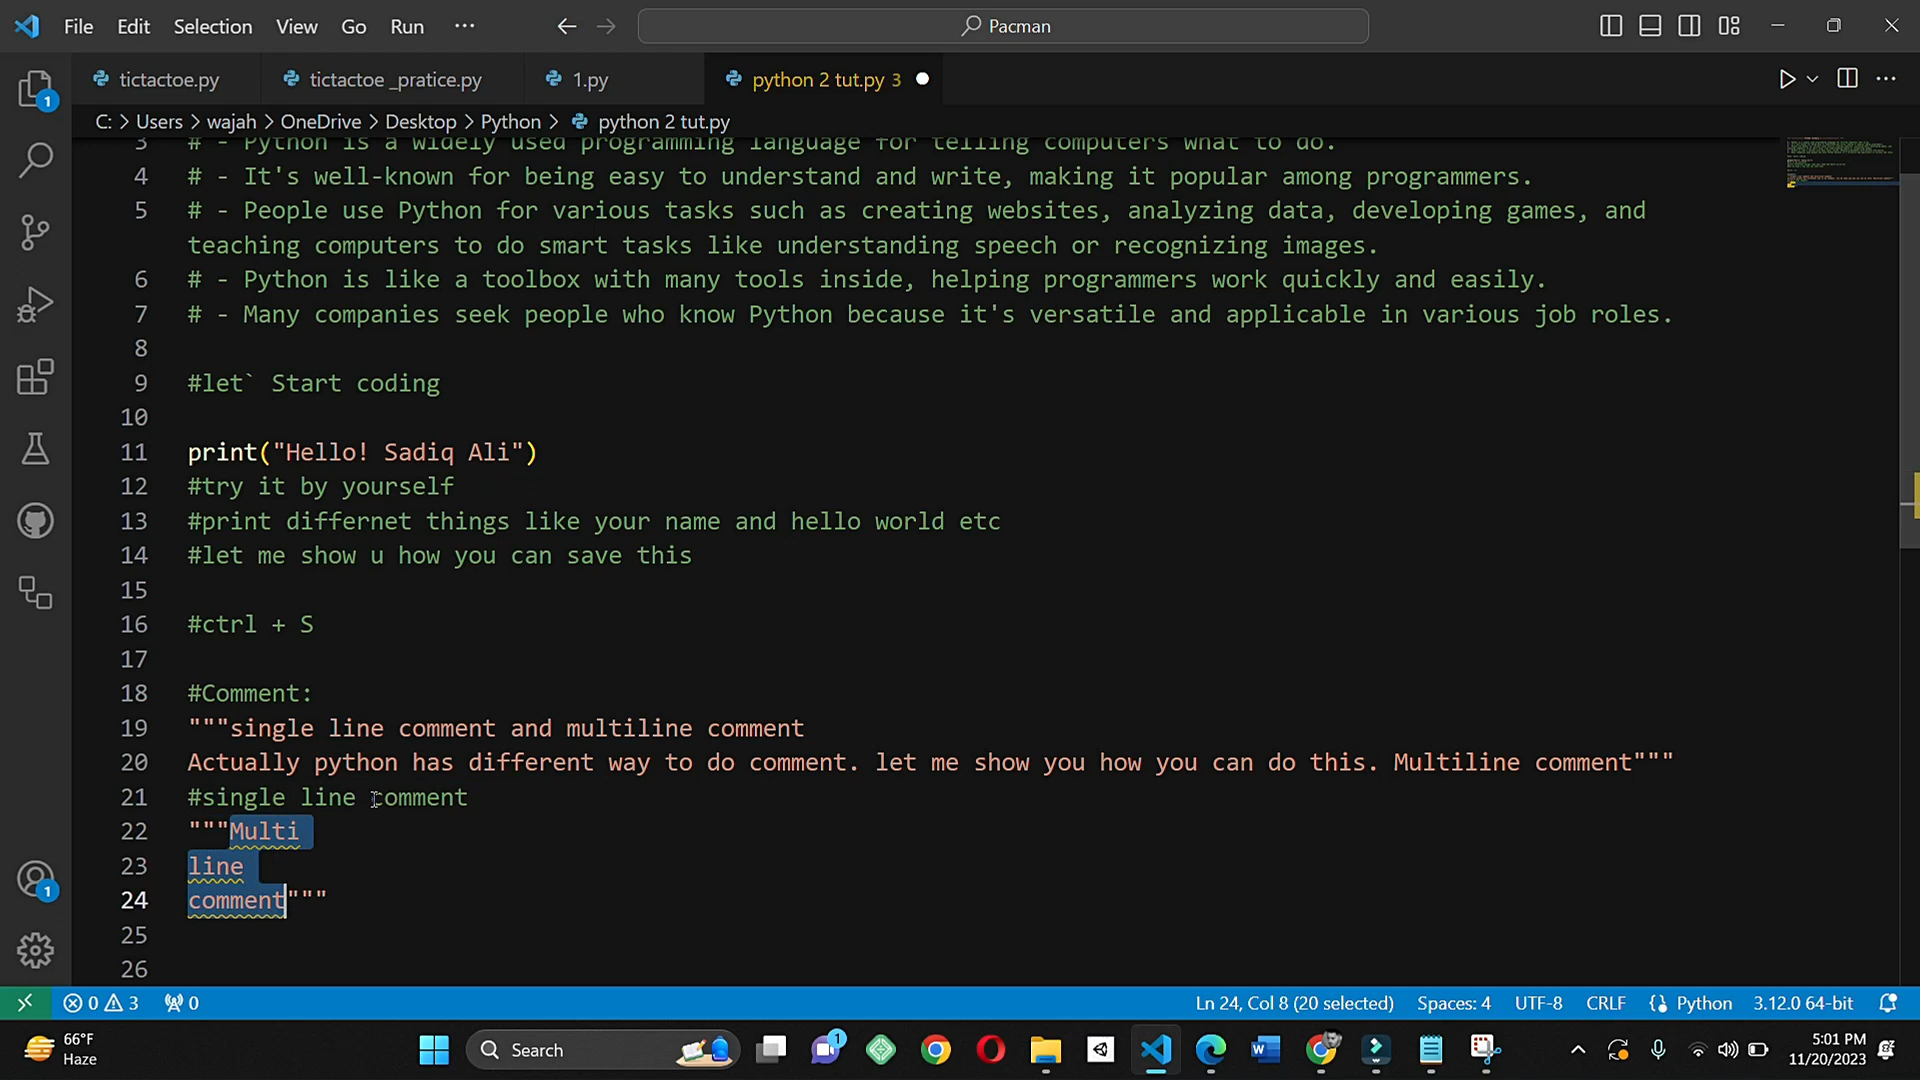 File Edit Selection View Go Run ···
Pacman
tictactoe.py
tictactoe _pratice.py
1.py
python 2 tut.py 3
C: > Users > wajah > OneDrive > Desktop > Python > python 2 tut.py
3 # - Python is a widely used programming language for telling computers what to do.
4 # - It's well-known for being easy to understand and write, making it popular among programmers.
5 # - People use Python for various tasks such as creating websites, analyzing data, developing games, and
teaching computers to do smart tasks like understanding speech or recognizing images.
6 # - Python is like a toolbox with many tools inside, helping programmers work quickly and easily.
7 # - Many companies seek people who know Python because it's versatile and applicable in various job roles.
8
9 #let` Start coding
10
11 print("Hello! Sadiq Ali")
12 #try it by yourself
13 #print differnet things like your name and hello world etc
14 #let me show u how you can save this
15
16 #ctrl + S
17
18 #Comment:
19 """single line comment and multiline comment
20 Actually python has different way to do comment. let me show you how you can do this. Multiline comment"""
21 #single line comment
22 """Multi
23 line
24 comment"""
25
26
1
1
0 3 0
Ln 24, Col 8 (20 selected) Spaces: 4 UTF-8 CRLF Python 3.12.0 64-bit
66°F
Haze
Search
1
5:01 PM
11/20/2023